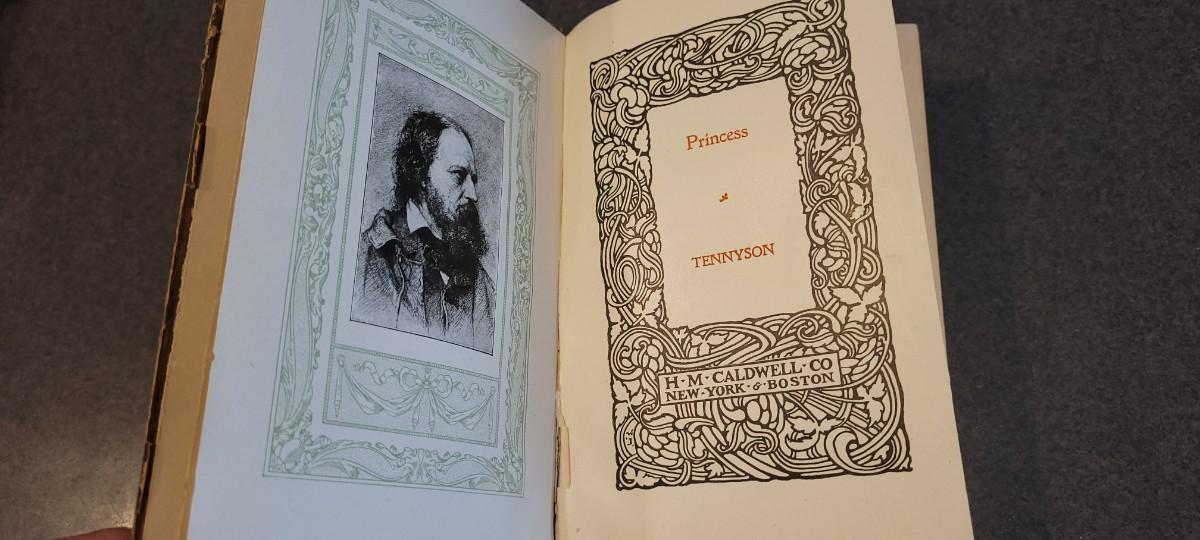 Princess
TENNYSON
H·M·CALDWELL·CO
NEW·YORK·&·BOSTON